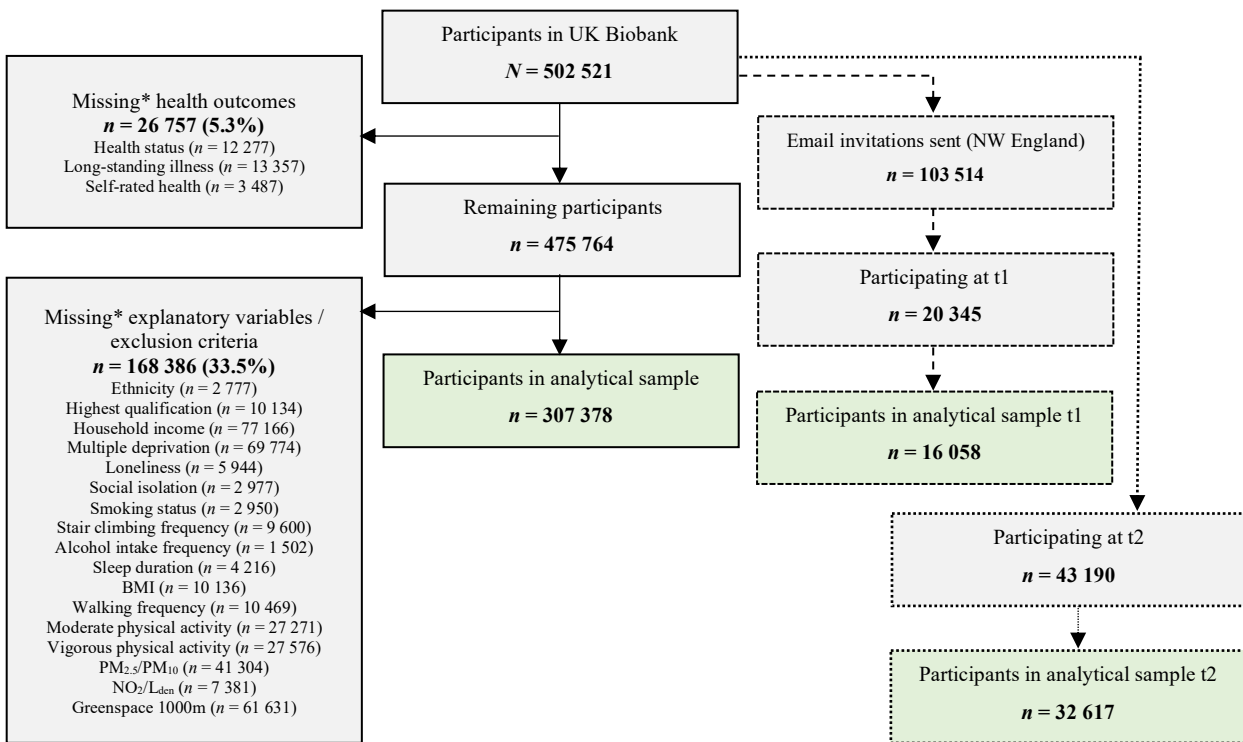 Participants in UK Biobank
N = 502 521
Missing* health outcomes
n = 26 757 (5.3%)
Health status (n = 12 277)
Long-standing illness (n = 13 357)
Self-rated health (n = 3 487)
Email invitations sent (NW England)
n = 103 514
Remaining participants
n = 475 764
Participating at t1
n = 20 345
Missing* explanatory variables /
exclusion criteria
n = 168 386 (33.5%)
Ethnicity (n = 2 777)
Highest qualification (n = 10 134)
Household income (n = 77 166)
Multiple deprivation (n = 69 774)
Loneliness (n = 5 944)
Social isolation (n = 2 977)
Smoking status (n = 2 950)
Stair climbing frequency (n = 9 600)
Alcohol intake frequency (n = 1 502)
Sleep duration (n = 4 216)
BMI (n = 10 136)
Walking frequency (n = 10 469)
Moderate physical activity (n = 27 271)
Vigorous physical activity (n = 27 576)
PM2.5/PM10 (n = 41 304)
NO2/Lden (n = 7 381)
Greenspace 1000m (n = 61 631)
Participants in analytical sample
n = 307 378
Participants in analytical sample t1
n = 16 058
Participating at t2
n = 43 190
Participants in analytical sample t2
n = 32 617